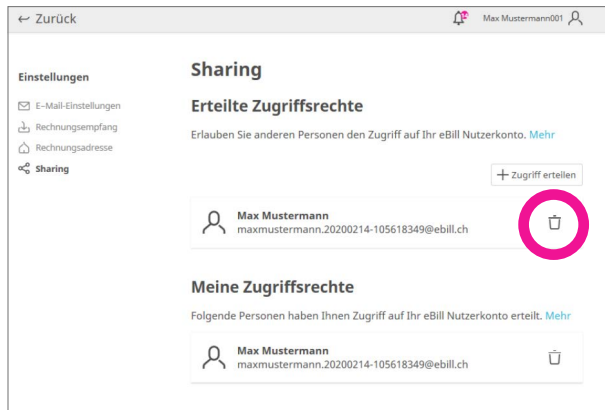 ← Zurück
Max Mustermann001
Einstellungen
E-Mail-Einstellungen
Rechnungsempfang
Rechnungsadresse
Sharing
Sharing
Erteilte Zugriffsrechte
Erlauben Sie anderen Personen den Zugriff auf Ihr eBill Nutzerkonto. Mehr
+ Zugriff erteilen
Max Mustermann
maxmustermann.20200214-105618349@ebill.ch
Meine Zugriffsrechte
Folgende Personen haben Ihnen Zugriff auf Ihr eBill Nutzerkonto erteilt. Mehr
Max Mustermann
maxmustermann.20200214-105618349@ebill.ch